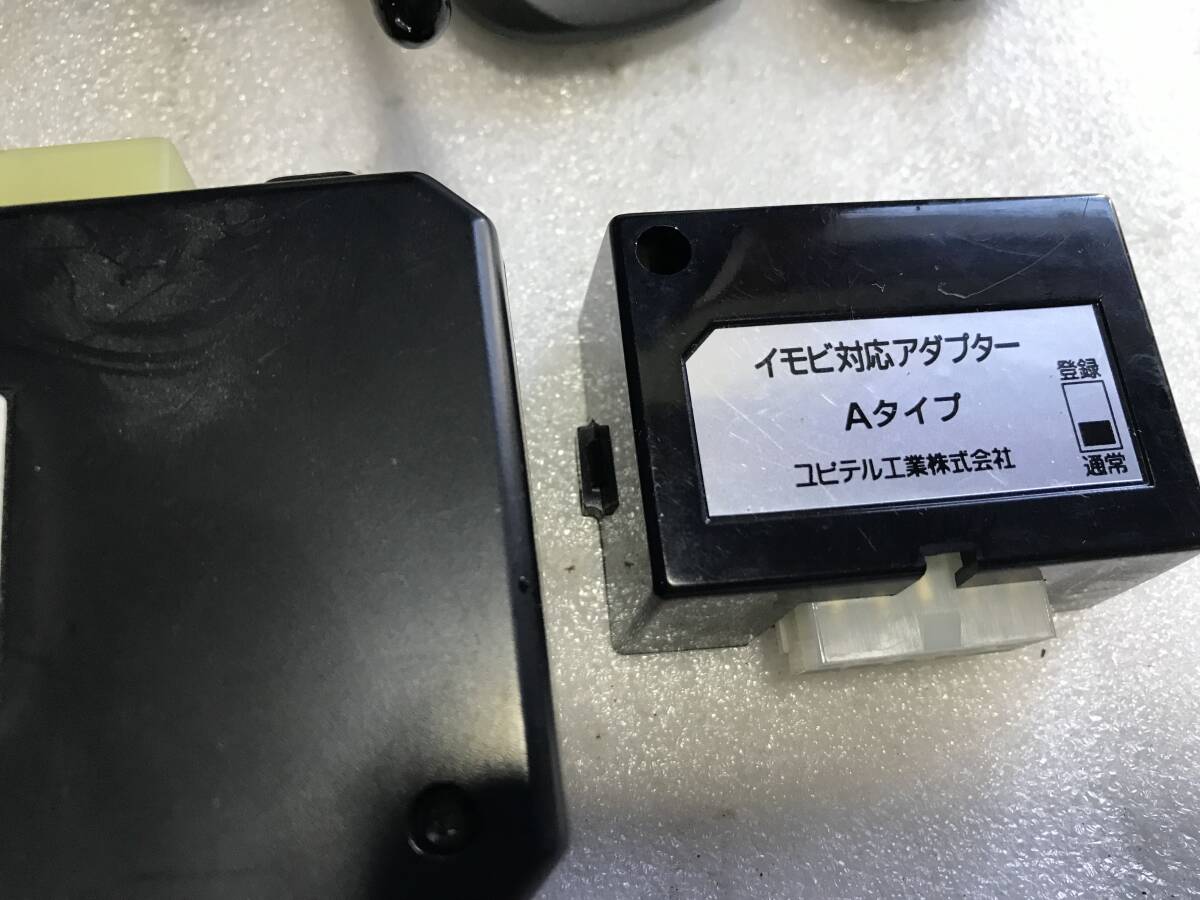 イモビ対応アダプター
Aタイプ
ユピテル工業株式会社
登録
通常